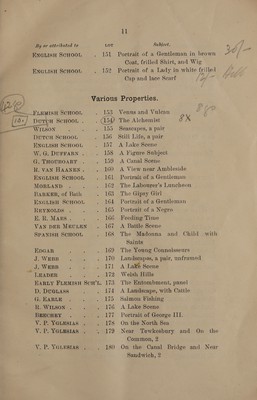 11
By or attributed to LOT Subject.
ENGLISH SCHOOL . 151 Portrait of a Gentleman in brown
Coat, frilled Shirt, and Wig
ENGLISH SCHOOL . 152 Portrait of a Lady in white frilled
Cap and lace Scarf
Various Properties.
FLEMISH SCHOOL . 153 Venus and Vulcan
DUTCH SCHOOL . . 154 The Alchemist
WILSON . . . 155 Seascapes, a pair
DUTCH SCHOOL . . 156 Still Life, a pair
ENGLISH SCHOOL . 157 A Lake Scene
W. G. DUFFARN . . 158 A Figure Subject
G. THOUROART . . 159 A Canal Scene
H. VAN HAANEN . . 160 A View near Ambleside
ENGLISH SCHOOL . 161 Portrait of a Gentleman
MORLAND . . . 162 The Labourer's Luncheon
BARKER, of Bath . 163 The Gipsy Girl
ENGLISH SCHOOL . 164 Portrait of a Gentleman
REYNOLDS . . . 165 Portrait of a Negro
E. R. MAES . . . 166 Feeding Time
VAN DER MEULEN . 167 A Battle Scene
SPANISH SCHOOL . 168 The Madonna and Child with
Saints
EDGAR . . . 169 The Young Connoisseurs
J. WEBB . . . 170 Landscapes, a pair, unframed
J. WEBB . . . 171 A Lake Scene
LEADER . . . 172 Welsh Hills
EARLY FLEMISH SCH'L. 173 The Entombment, panel
D. DUGLASS . . 174 A Landscape, with Cattle
G. EARLE . . . 175 Salmon Fishing
R. WILSON . . . 176 A Lake Scene
BEECHEY . . . 177 Portrait of George III.
V. P. YGLESIAS . . 178 On the North Sea
V. P. YGLESIAS . . 179 Near Tewkesbury and On the
Common, 2
V. P. YGLESIAS . . 180 On the Canal Bridge and Near
Sandwich, 2